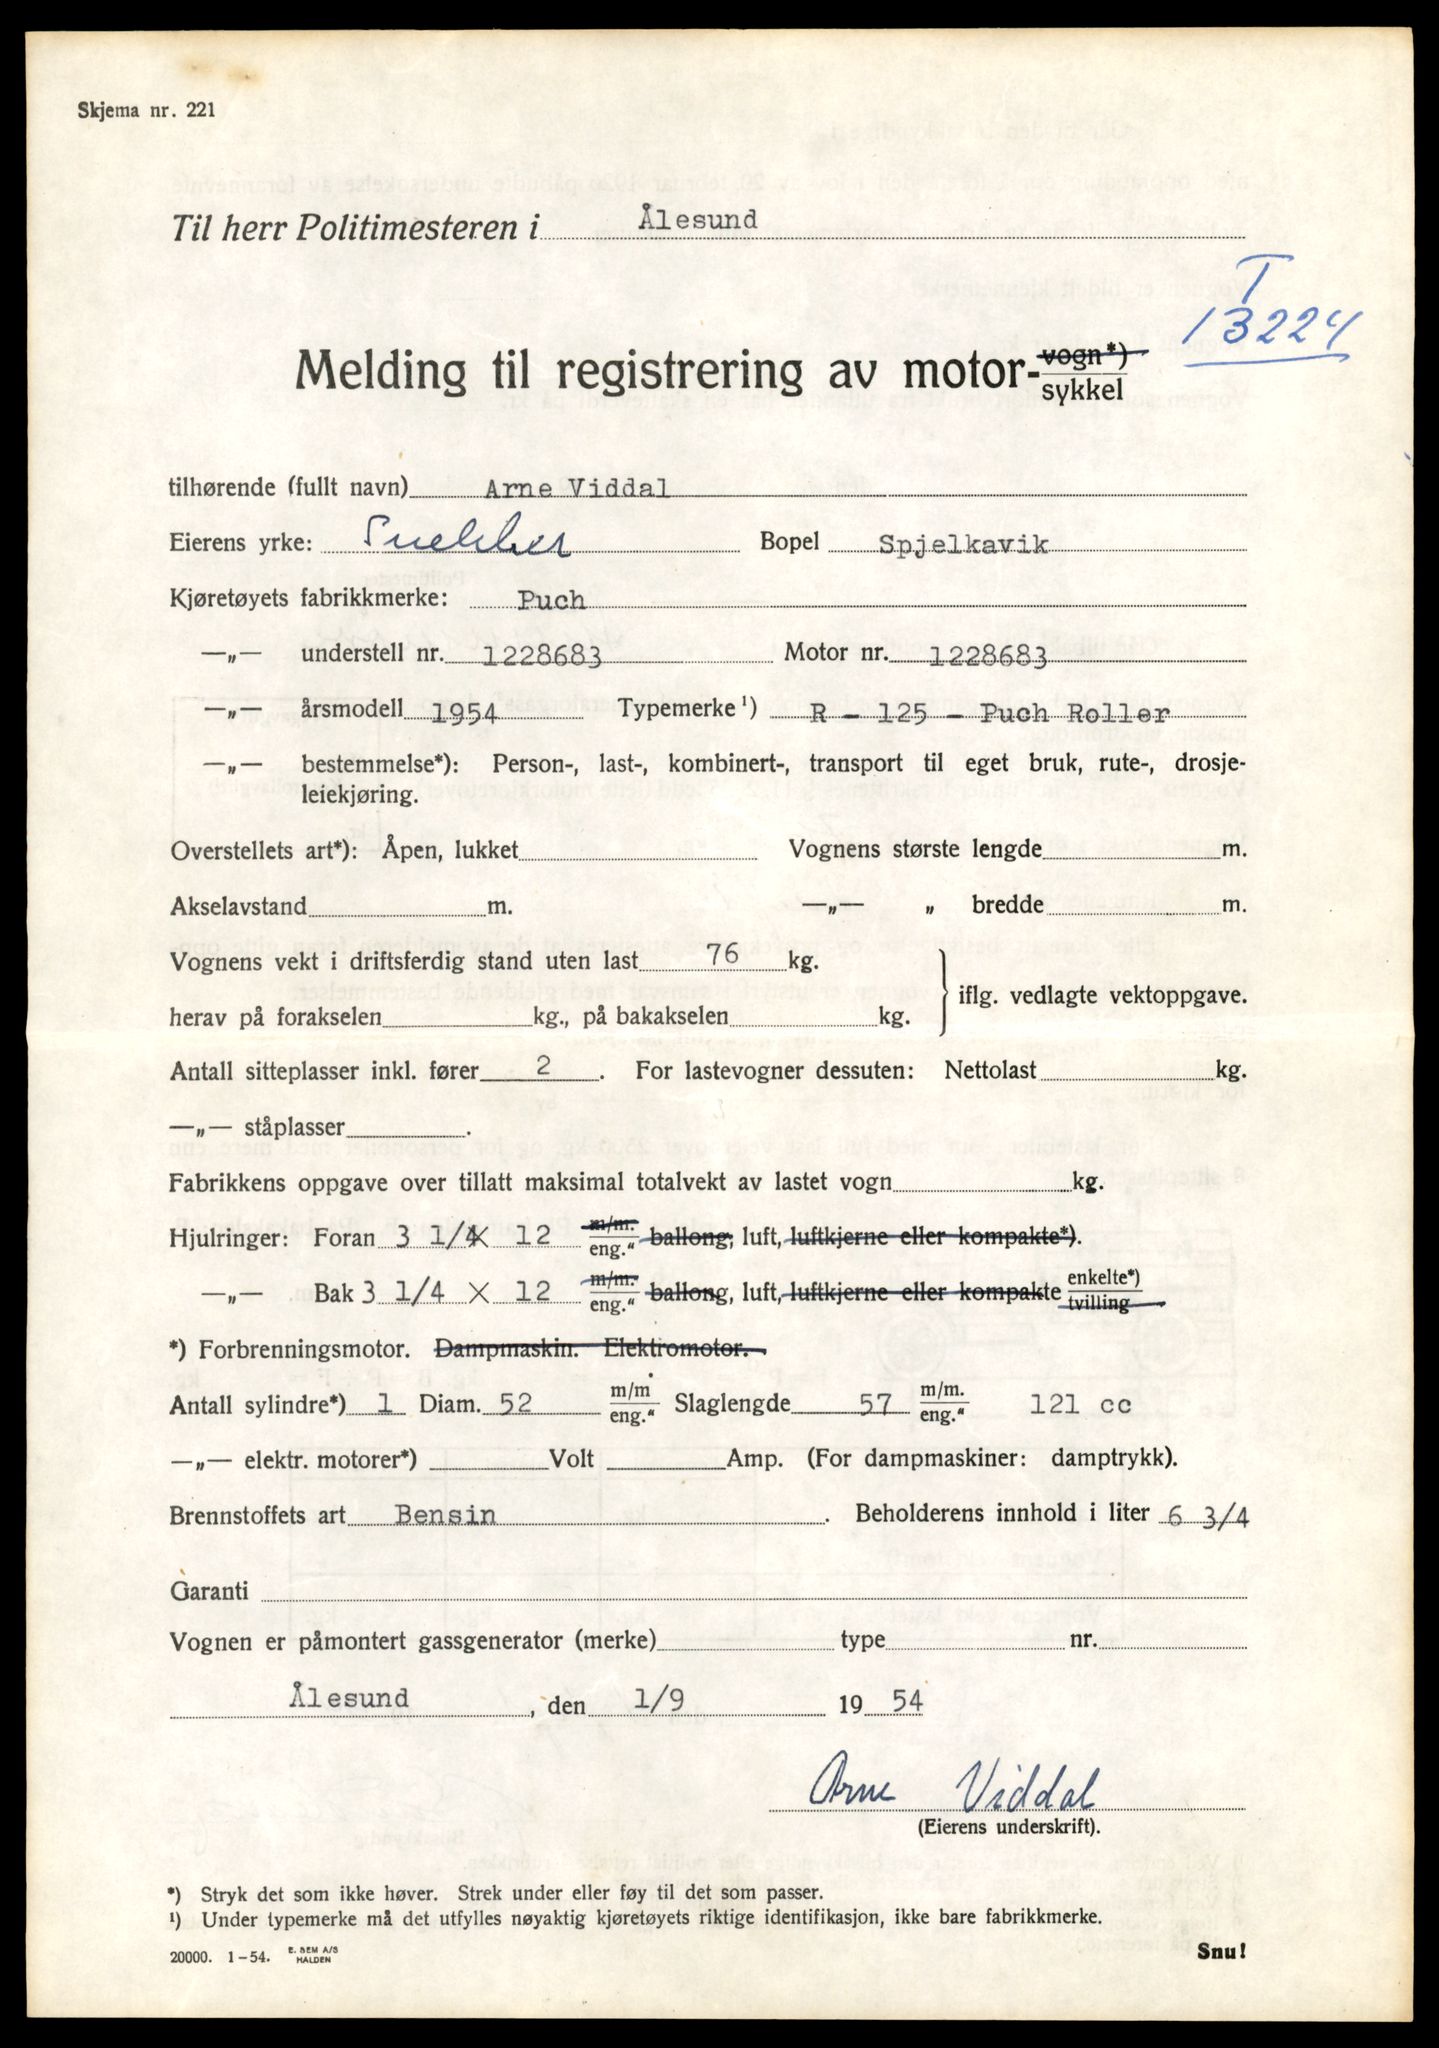 Skjema nr. 221
Til herr Politimesteren i Ålesund
T
13224
Melding til registrering av motor-vogn*)
sykkel
tilhørende (fullt navn) Arne Viddal
Eierens yrke: Snekker Bopel Spjelkavik
Kjøretøyets fabrikkmerke: Puch
—„— understell nr. 1228683 Motor nr. 1228683
—„— årsmodell 1954 Typemerke¹) R - 125 - Puch Roller
—„— bestemmelse*): Person-, last-, kombinert-, transport til eget bruk, rute-, drosje-
leiekjøring.
Overstellets art*): Åpen, lukket Vognens største lengde m.
Akselavstand m. —„— „ bredde m.
Vognens vekt i driftsferdig stand uten last 76 kg.
iflg. vedlagte vektoppgave.
herav på forakselen kg., på bakakselen kg.
Antall sitteplasser inkl. fører 2. For lastevogner dessuten: Nettolast kg.
—„— ståplasser.
Fabrikkens oppgave over tillatt maksimal totalvekt av lastet vogn kg.
Hjulringer: Foran 3 1/4 × 12 m/m. eng.“ ballong, luft, luftkjerne eller kompakte*).
—„— Bak 3 1/4 × 12 m/m. eng.“ ballong, luft, luftkjerne eller kompakte enkelte*) tvilling
*) Forbrenningsmotor. Dampmaskin. Elektromotor.
Antall sylindre*) 1 Diam. 52 m/m eng.“ Slaglengde 57 m/m. eng.“ 121 cc
—„— elektr. motorer*) Volt Amp. (For dampmaskiner: damptrykk).
Brennstoffets art Bensin. Beholderens innhold i liter 6 3/4
Garanti
Vognen er påmontert gassgenerator (merke) type nr.
Ålesund, den 1/9 19 54
Arne Viddal
(Eierens underskrift).
*) Stryk det som ikke høver. Strek under eller føy til det som passer.
¹) Under typemerke må det utfylles nøyaktig kjøretøyets riktige identifikasjon, ikke bare fabrikkmerke.
20000. 1-54. E. SEM A/S
HALDEN
Snu!